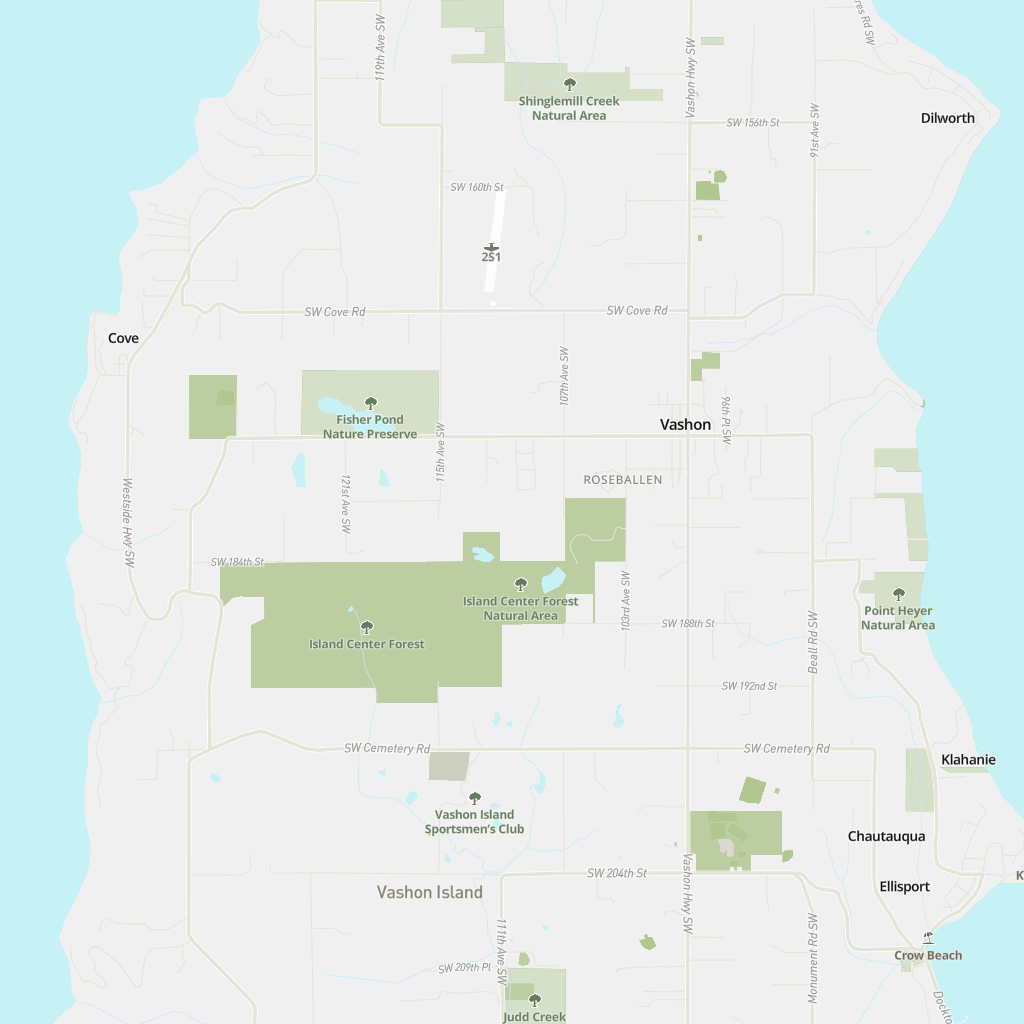 119th Ave SW
Vashon Hwy SW
Shinglemill Creek
Natural Area
SW 156th St
91st Ave SW
Dilworth
SW 160th St
2S1
SW Cove Rd
SW Cove Rd
Cove
107th Ave SW
96th Pl SW
Fisher Pond
Nature Preserve
Vashon
115th Ave SW
121st Ave SW
ROSEBALLEN
Westside Hwy SW
SW 184th St
Island Center Forest
Natural Area
103rd Ave SW
Island Center Forest
SW 188th St
Point Heyer
Natural Area
Beall Rd SW
SW 192nd St
SW Cemetery Rd
SW Cemetery Rd
Klahanie
Vashon Island
Sportsmen’s Club
Chautauqua
Vashon Hwy SW
SW 204th St
Ellisport
Vashon Island
111th Ave SW
Monument Rd SW
Crow Beach
SW 209th Pl
Judd Creek